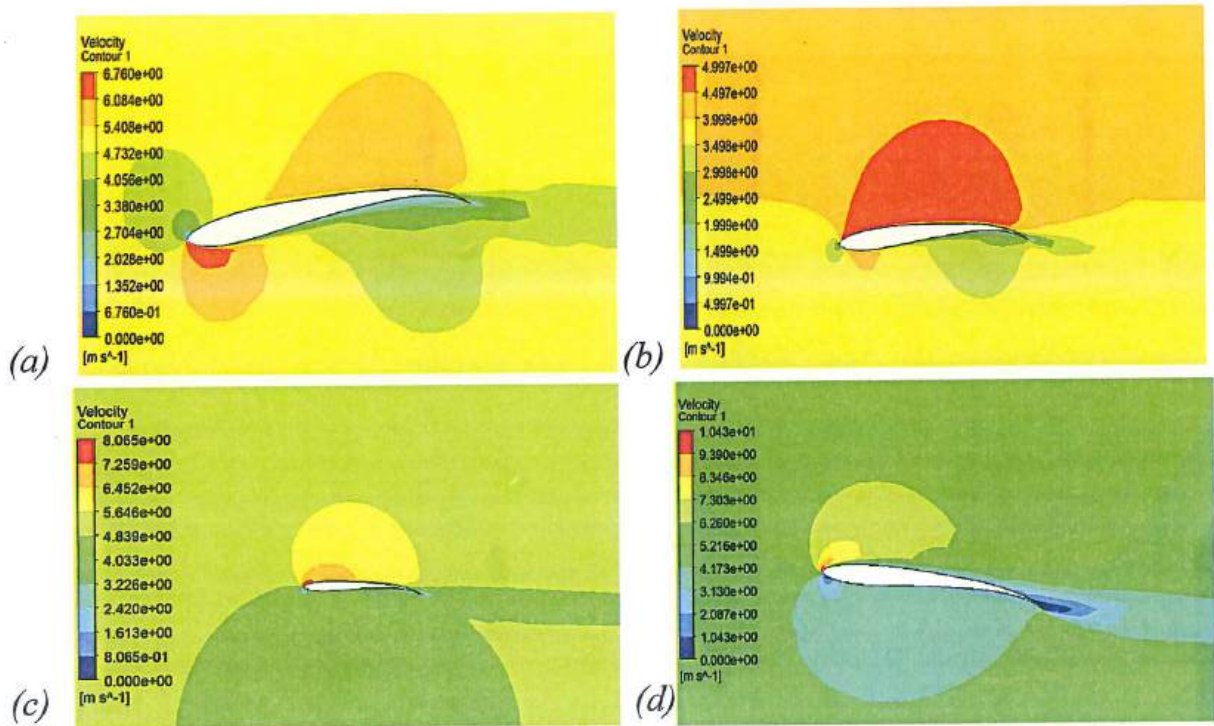 Velocity
Contour 1
6.760e+00
6.084e+00
5.408e+00
4.732e+00
4.056e+00
3.380e+00
2.704e+00
2.028e+00
1.352e+00
6.760e-01
0.000e+00
[m s^-1]
(a)
Velocity
Contour 1
4.997e+00
4.497e+00
3.998e+00
3.498e+00
2.998e+00
2.499e+00
1.999e+00
1.499e+00
9.994e-01
4.997e-01
0.000e+00
[m s^-1]
(b)
Velocity
Contour 1
8.065e+00
7.259e+00
6.452e+00
5.646e+00
4.839e+00
4.033e+00
3.226e+00
2.420e+00
1.613e+00
8.065e-01
0.000e+00
[m s^-1]
(c)
Velocity
Contour 1
1.043e+01
9.390e+00
8.346e+00
7.303e+00
6.260e+00
5.216e+00
4.173e+00
3.130e+00
2.087e+00
1.043e+00
0.000e+00
[m s^-1]
(d)